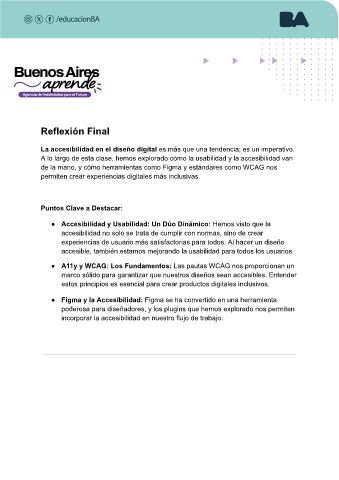 /educacionBA
BA
Buenos Aires
aprende
Agencia de Habilidades para el Futuro
Reflexión Final
La accesibilidad en el diseño digital es más que una tendencia; es un imperativo.
A lo largo de esta clase, hemos explorado cómo la usabilidad y la accesibilidad van
de la mano, y cómo herramientas como Figma y estándares como WCAG nos
permiten crear experiencias digitales más inclusivas.
Puntos Clave a Destacar:
● Accesibilidad y Usabilidad: Un Dúo Dinámico: Hemos visto que la
accesibilidad no solo se trata de cumplir con normas, sino de crear
experiencias de usuario más satisfactorias para todos. Al hacer un diseño
accesible, también estamos mejorando la usabilidad para todos los usuarios.
● A11y y WCAG: Los Fundamentos: Las pautas WCAG nos proporcionan un
marco sólido para garantizar que nuestros diseños sean accesibles. Entender
estos principios es esencial para crear productos digitales inclusivos.
● Figma y la Accesibilidad: Figma se ha convertido en una herramienta
poderosa para diseñadores, y los plugins que hemos explorado nos permiten
incorporar la accesibilidad en nuestro flujo de trabajo.